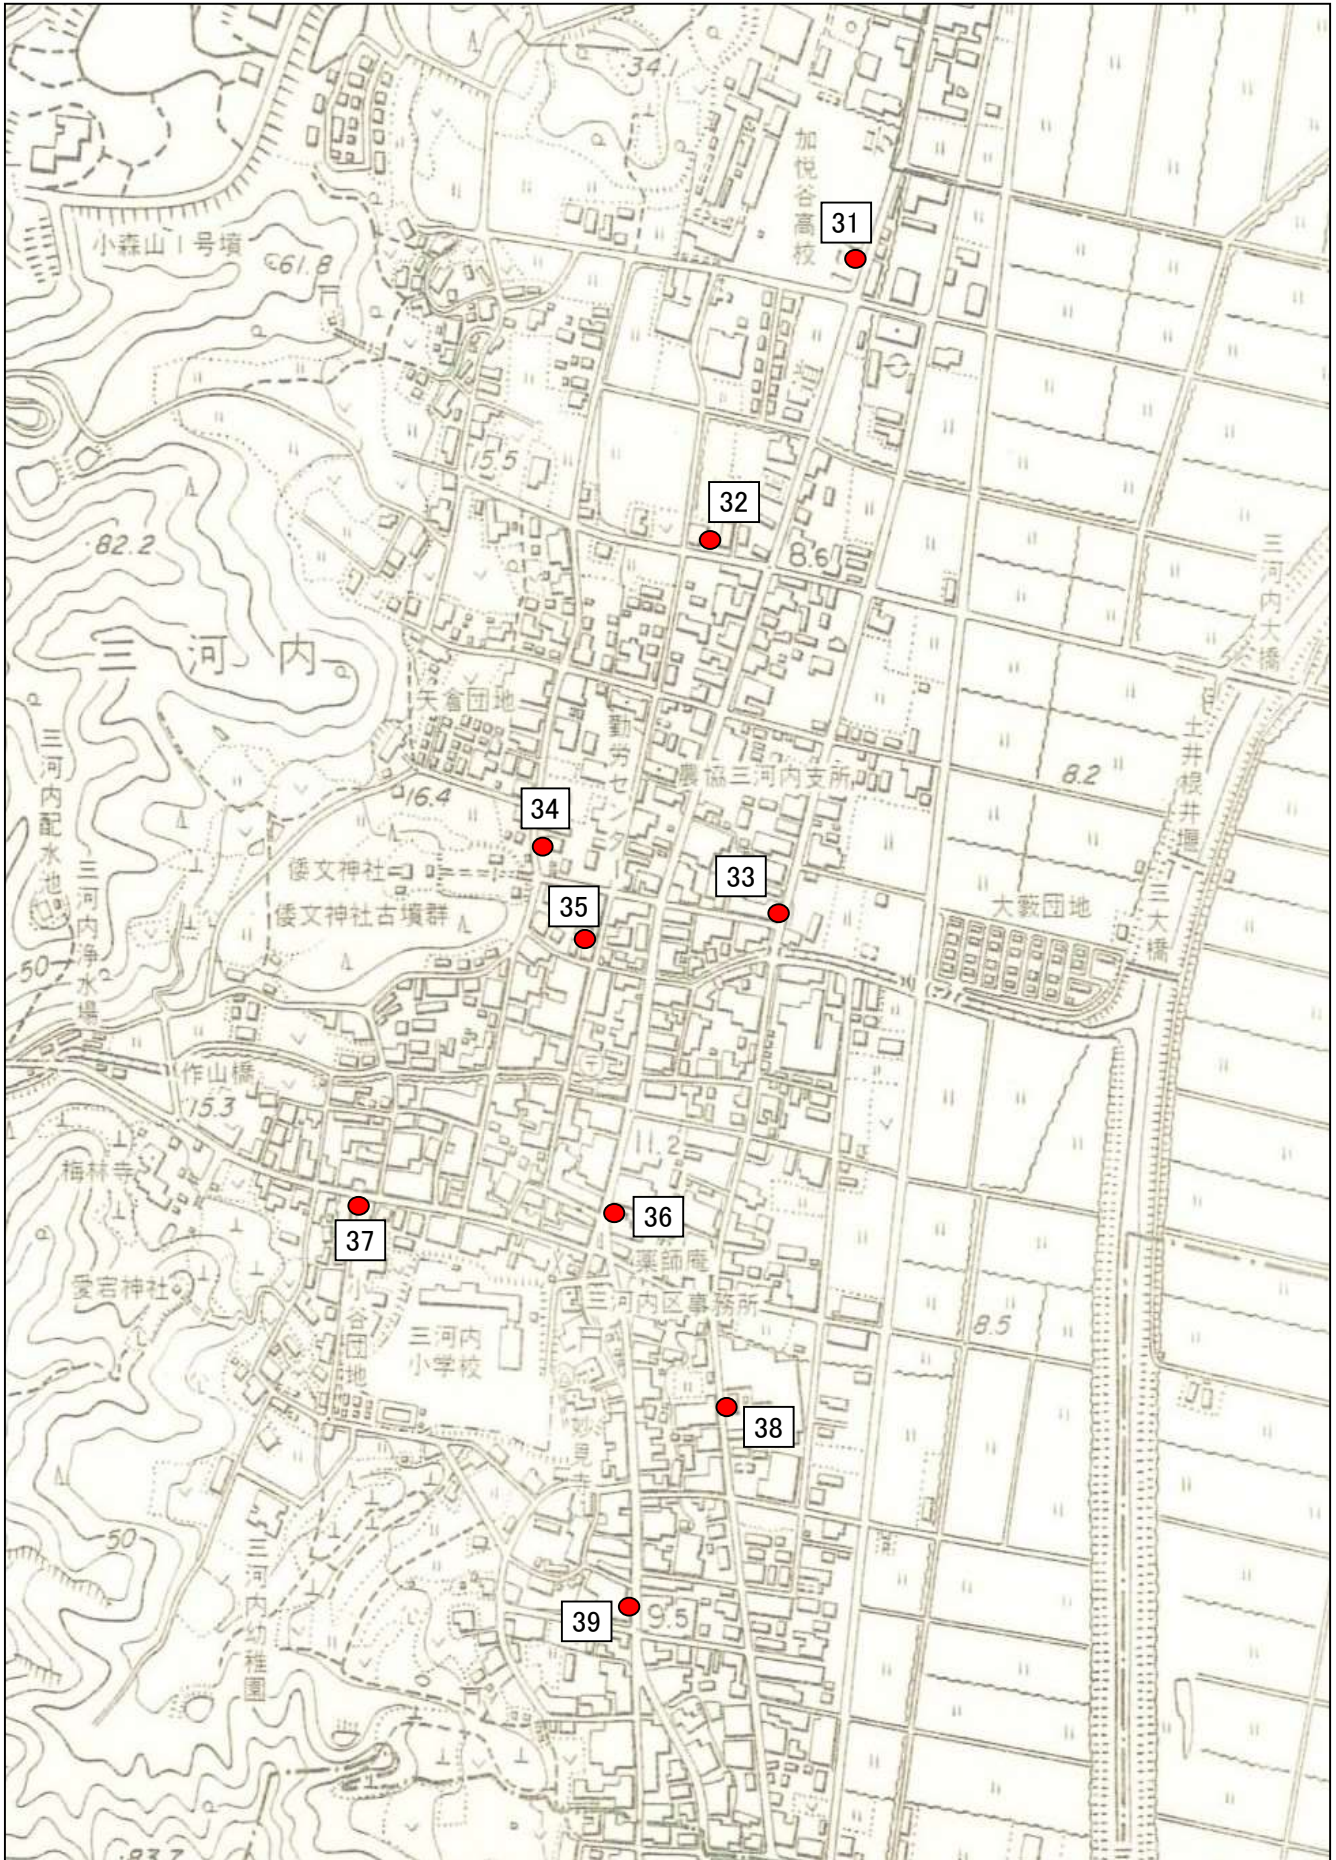 34.1
加悦谷高校
31
小森山1号墳
61.8
15.5
32
8.6
82.2
三河内大橋
三河内
矢倉団地
勤労センター
農協三河内支所
土井根井堰
8.2
三河内配水池
16.4
34
倭文神社
33
三河内浄水場
倭文神社古墳群
35
大藪団地
三大橋
50
作山橋
15.3
11.2
梅林寺
36
37
薬師庵
愛宕神社
三河内区事務所
小谷団地
三河内
小学校
8.5
38
妙見寺
50
三河内幼稚園
39
9.5
83.7